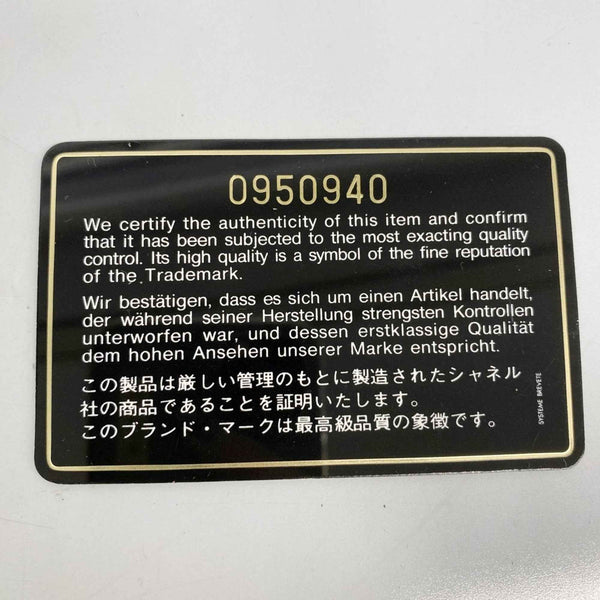 0950940
We certify the authenticity of this item and confirm
that it has been subjected to the most exacting quality
control. Its high quality is a symbol of the fine reputation
of the Trademark.
Wir bestätigen, dass es sich um einen Artikel handelt,
der während seiner Herstellung strengsten Kontrollen
unterworfen war, und dessen erstklassige Qualität
dem hohen Ansehen unserer Marke entspricht.
この製品は厳しい管理のもとに製造されたシャネル
社の商品であることを証明いたします。
このブランド・マークは最高級品質の象徴です。
SYSTEME BREVETE